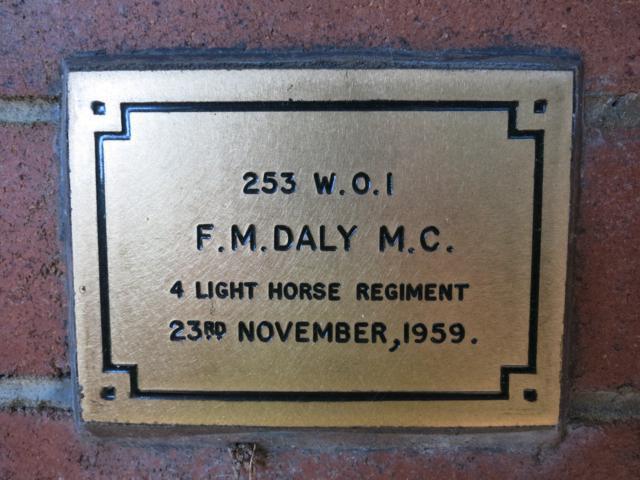 253 W.O.I
F.M.DALY M.C.
4 LIGHT HORSE REGIMENT
23RD NOVEMBER, 1959.